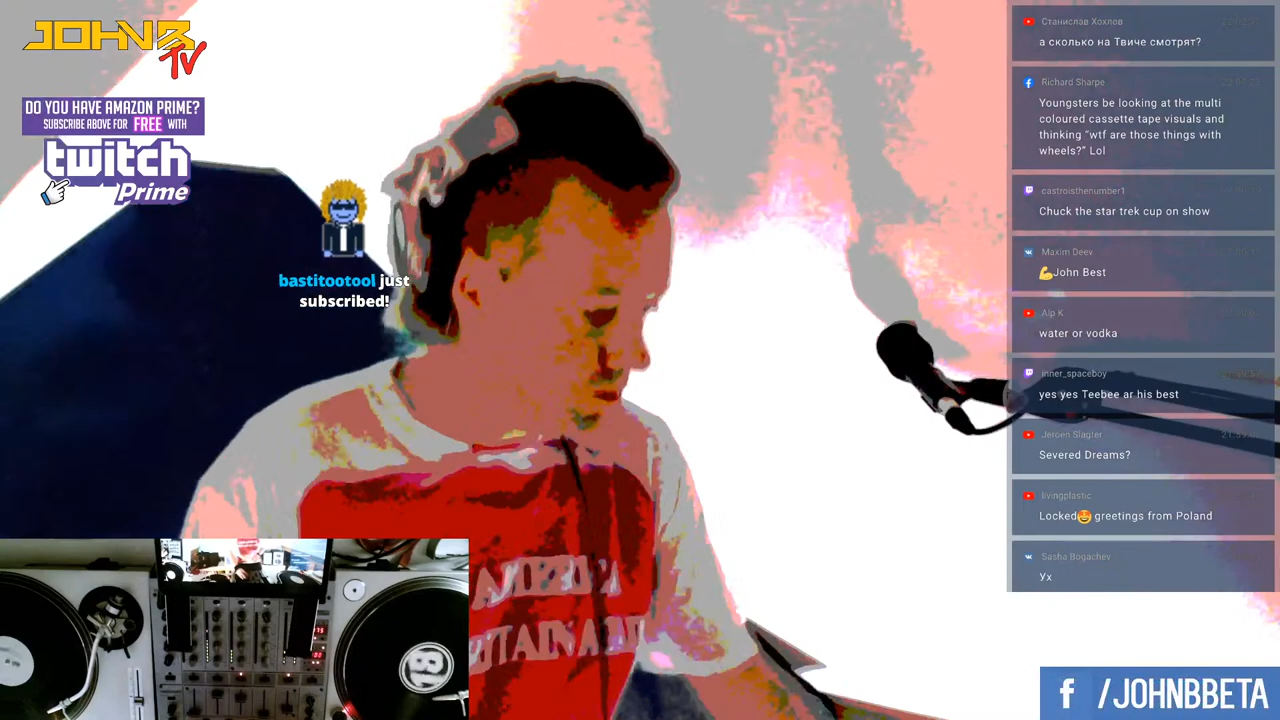 JOHN B
TV
DO YOU HAVE AMAZON PRIME?
SUBSCRIBE ABOVE FOR FREE WITH
twitch
Prime
bastitootool just
subscribed!
Станислав Хохлов
а сколько на Твиче смотрят?
Richard Sharpe
Youngsters be looking at the multi
coloured cassette tape visuals and
thinking “wtf are those things with
wheels?” Lol
castroisthenumber1
Chuck the star trek cup on show
Maxim Deev
💪John Best
Alp K
water or vodka
inner_spaceboy
yes yes Teebee ar his best
Jeroen Slagter
Severed Dreams?
livingplastic
Locked🤩 greetings from Poland
Sasha Bogachev
Ух
f /JOHNBBETA